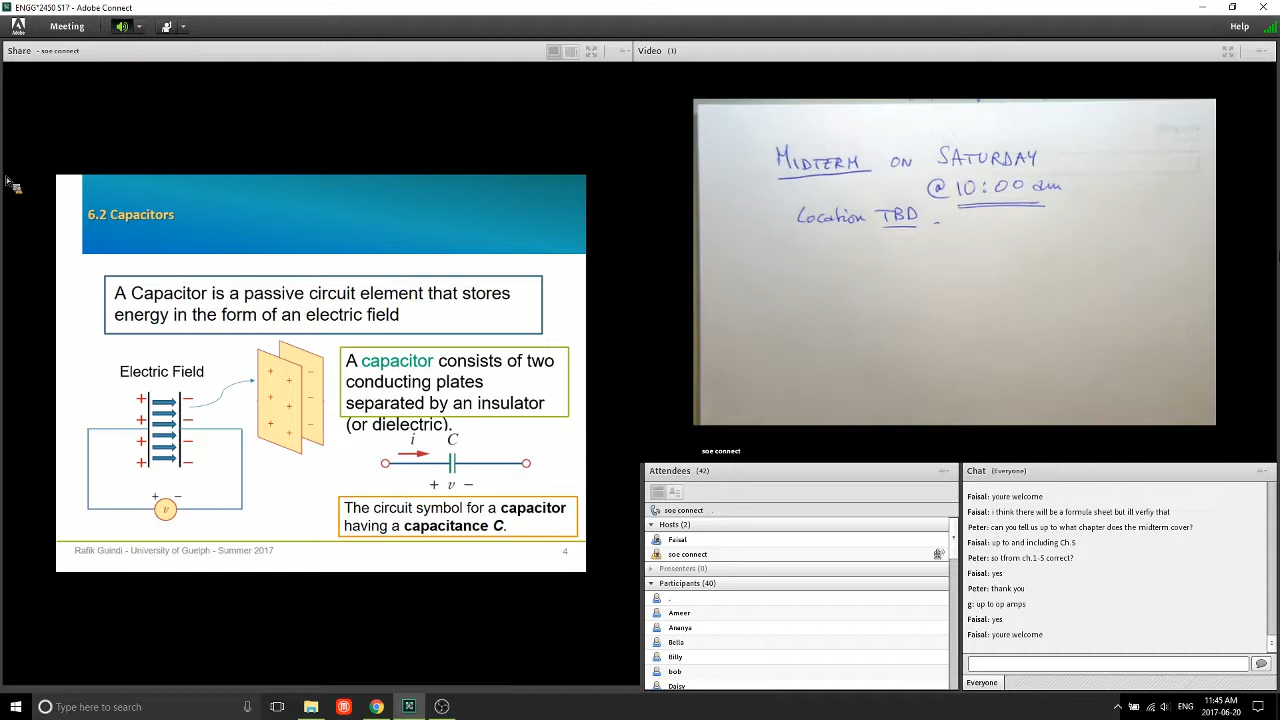 ENGG*2450 S17 - Adobe Connect
Meeting
Help
Share - soe connect
Video (1)
6.2 Capacitors
A Capacitor is a passive circuit element that stores
energy in the form of an electric field
Electric Field
A capacitor consists of two
conducting plates
separated by an insulator
(or dielectric).
i C
+ v −
+ −
v
The circuit symbol for a capacitor
having a capacitance C.
Rafik Guindi - University of Guelph - Summer 2017
4
MIDTERM ON SATURDAY
@ 10:00 am
Location TBD.
soe connect
Attendees (42)
soe connect
Hosts (2)
Faisal
soe connect
Presenters (0)
Participants (40)
.
Ameer
Ananya
Bella
Billy
bob
Daisy
Chat (Everyone)
Faisal: youre welcome
Faisal: i think there will be a formula sheet but ill verfiy that
Peter: can you tell us up to what chapter does the midterm cover?
Faisal: up to and including Ch.5
Peter: so tfrom ch.1-5 correct?
Faisal: yes
Peter: thank you
g: up to op amps
Faisal: yes
Faisal: youre welcome
Everyone
Type here to search
ENG
11:45 AM
2017-06-20